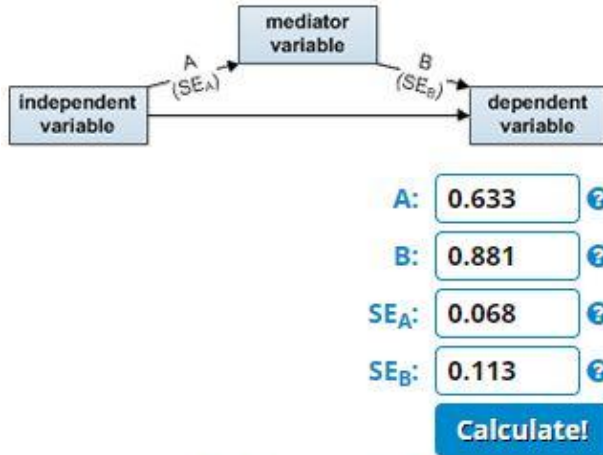 mediator
variable
A
(SEA)
B
(SEB)
independent
variable
dependent
variable
A: 0.633 ?
B: 0.881 ?
SEA: 0.068 ?
SEB: 0.113 ?
Calculate!